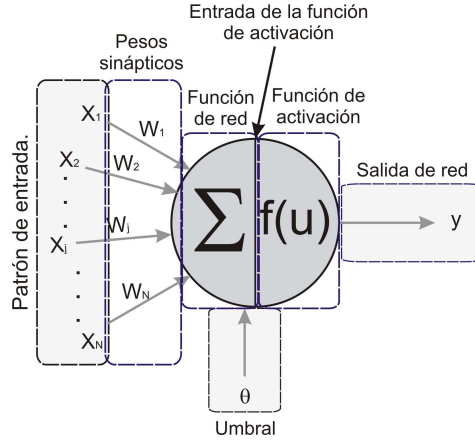 Entrada de la función
de activación
Pesos
sinápticos
Función
de red
Función de
activación
Salida de red
Patrón de entrada.
X1
X2
.
.
.
Xj
.
.
.
XN
W1
W2
Wj
WN
∑
f(u)
y
θ
Umbral